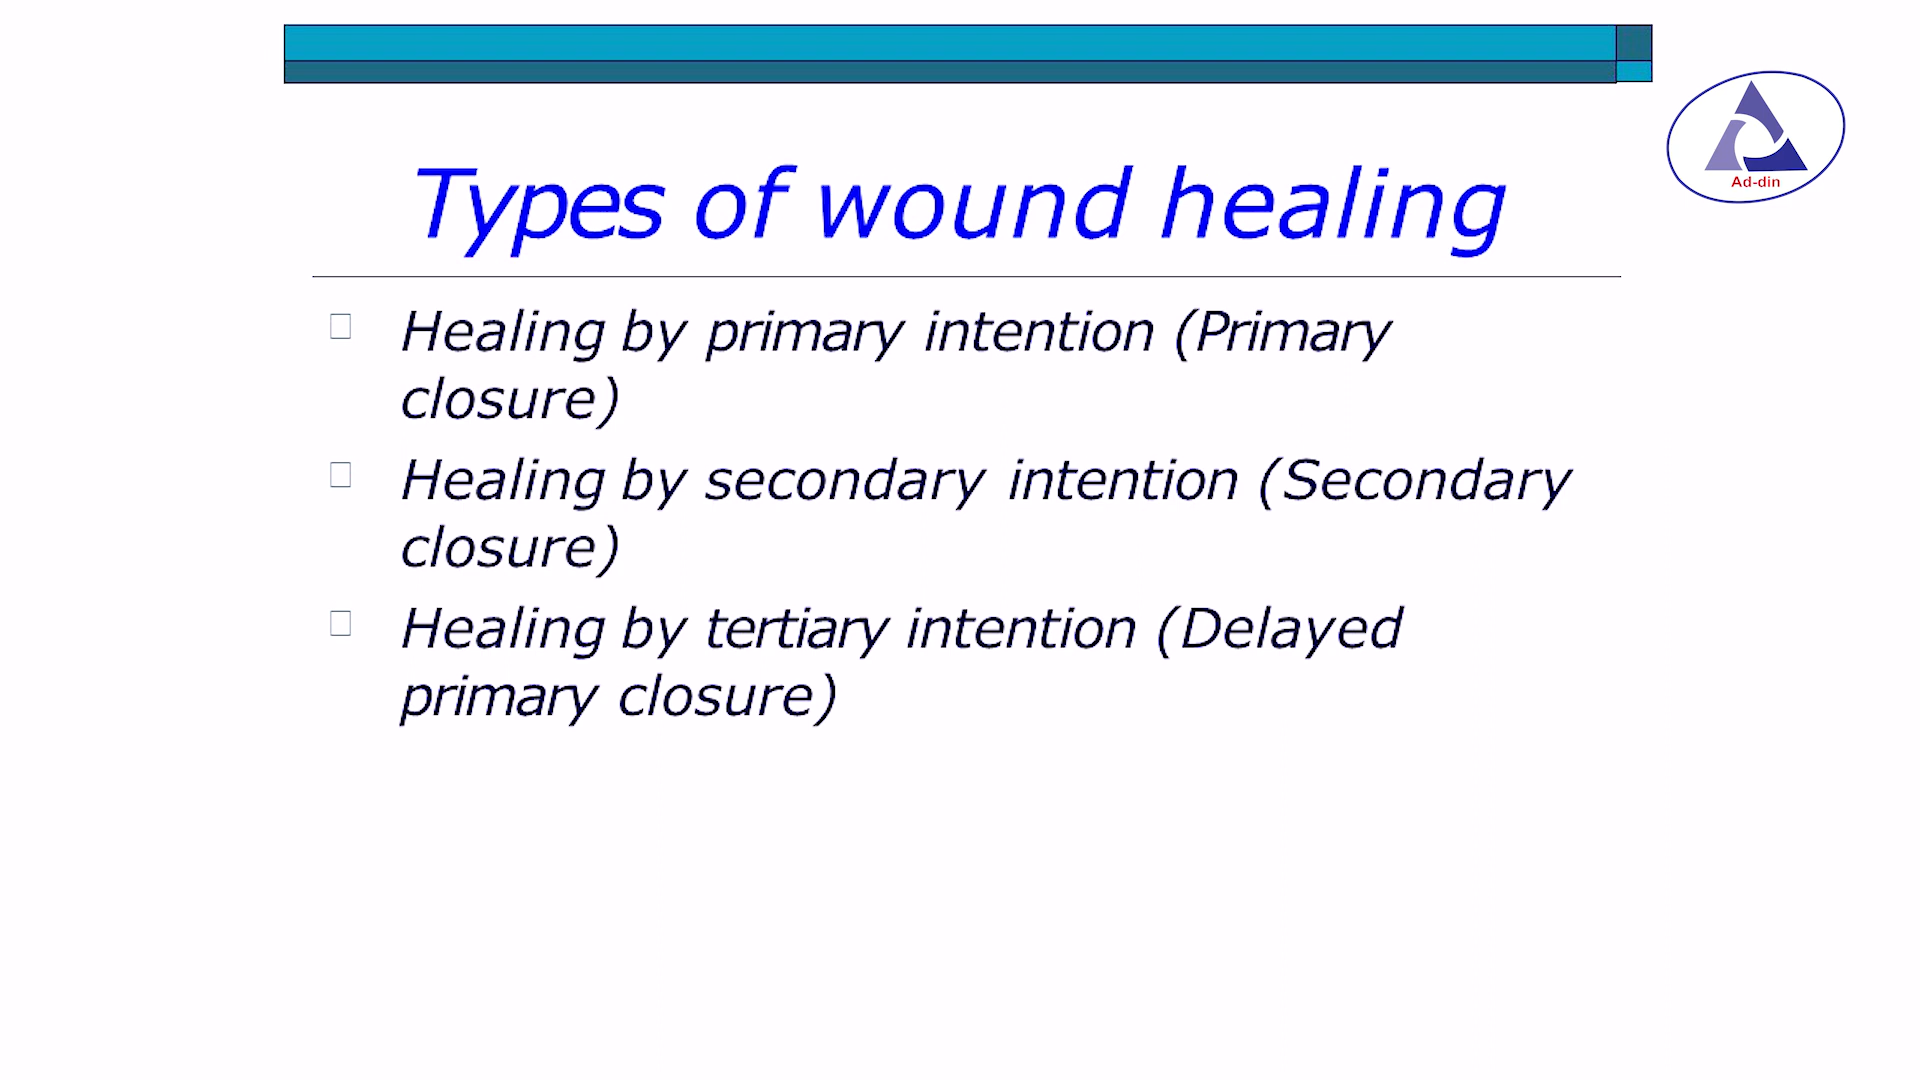 Ad-din
Types of wound healing
Healing by primary intention (Primary
closure)
Healing by secondary intention (Secondary
closure)
Healing by tertiary intention (Delayed
primary closure)